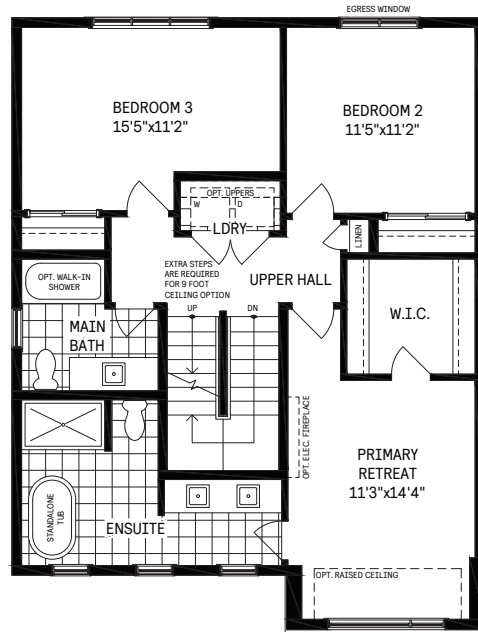 EGRESS WINDOW
BEDROOM 3
15'5"x11'2"
BEDROOM 2
11'5"x11'2"
OPT. UPPERS
W
D
LDRY
LINEN
OPT. WALK-IN
SHOWER
EXTRA STEPS
ARE REQUIRED
FOR 9 FOOT
CEILING OPTION
UPPER HALL
UP
DN
W.I.C.
MAIN
BATH
OPT. ELEC. FIREPLACE
PRIMARY
RETREAT
11'3"x14'4"
STANDALONE
TUB
ENSUITE
OPT. RAISED CEILING